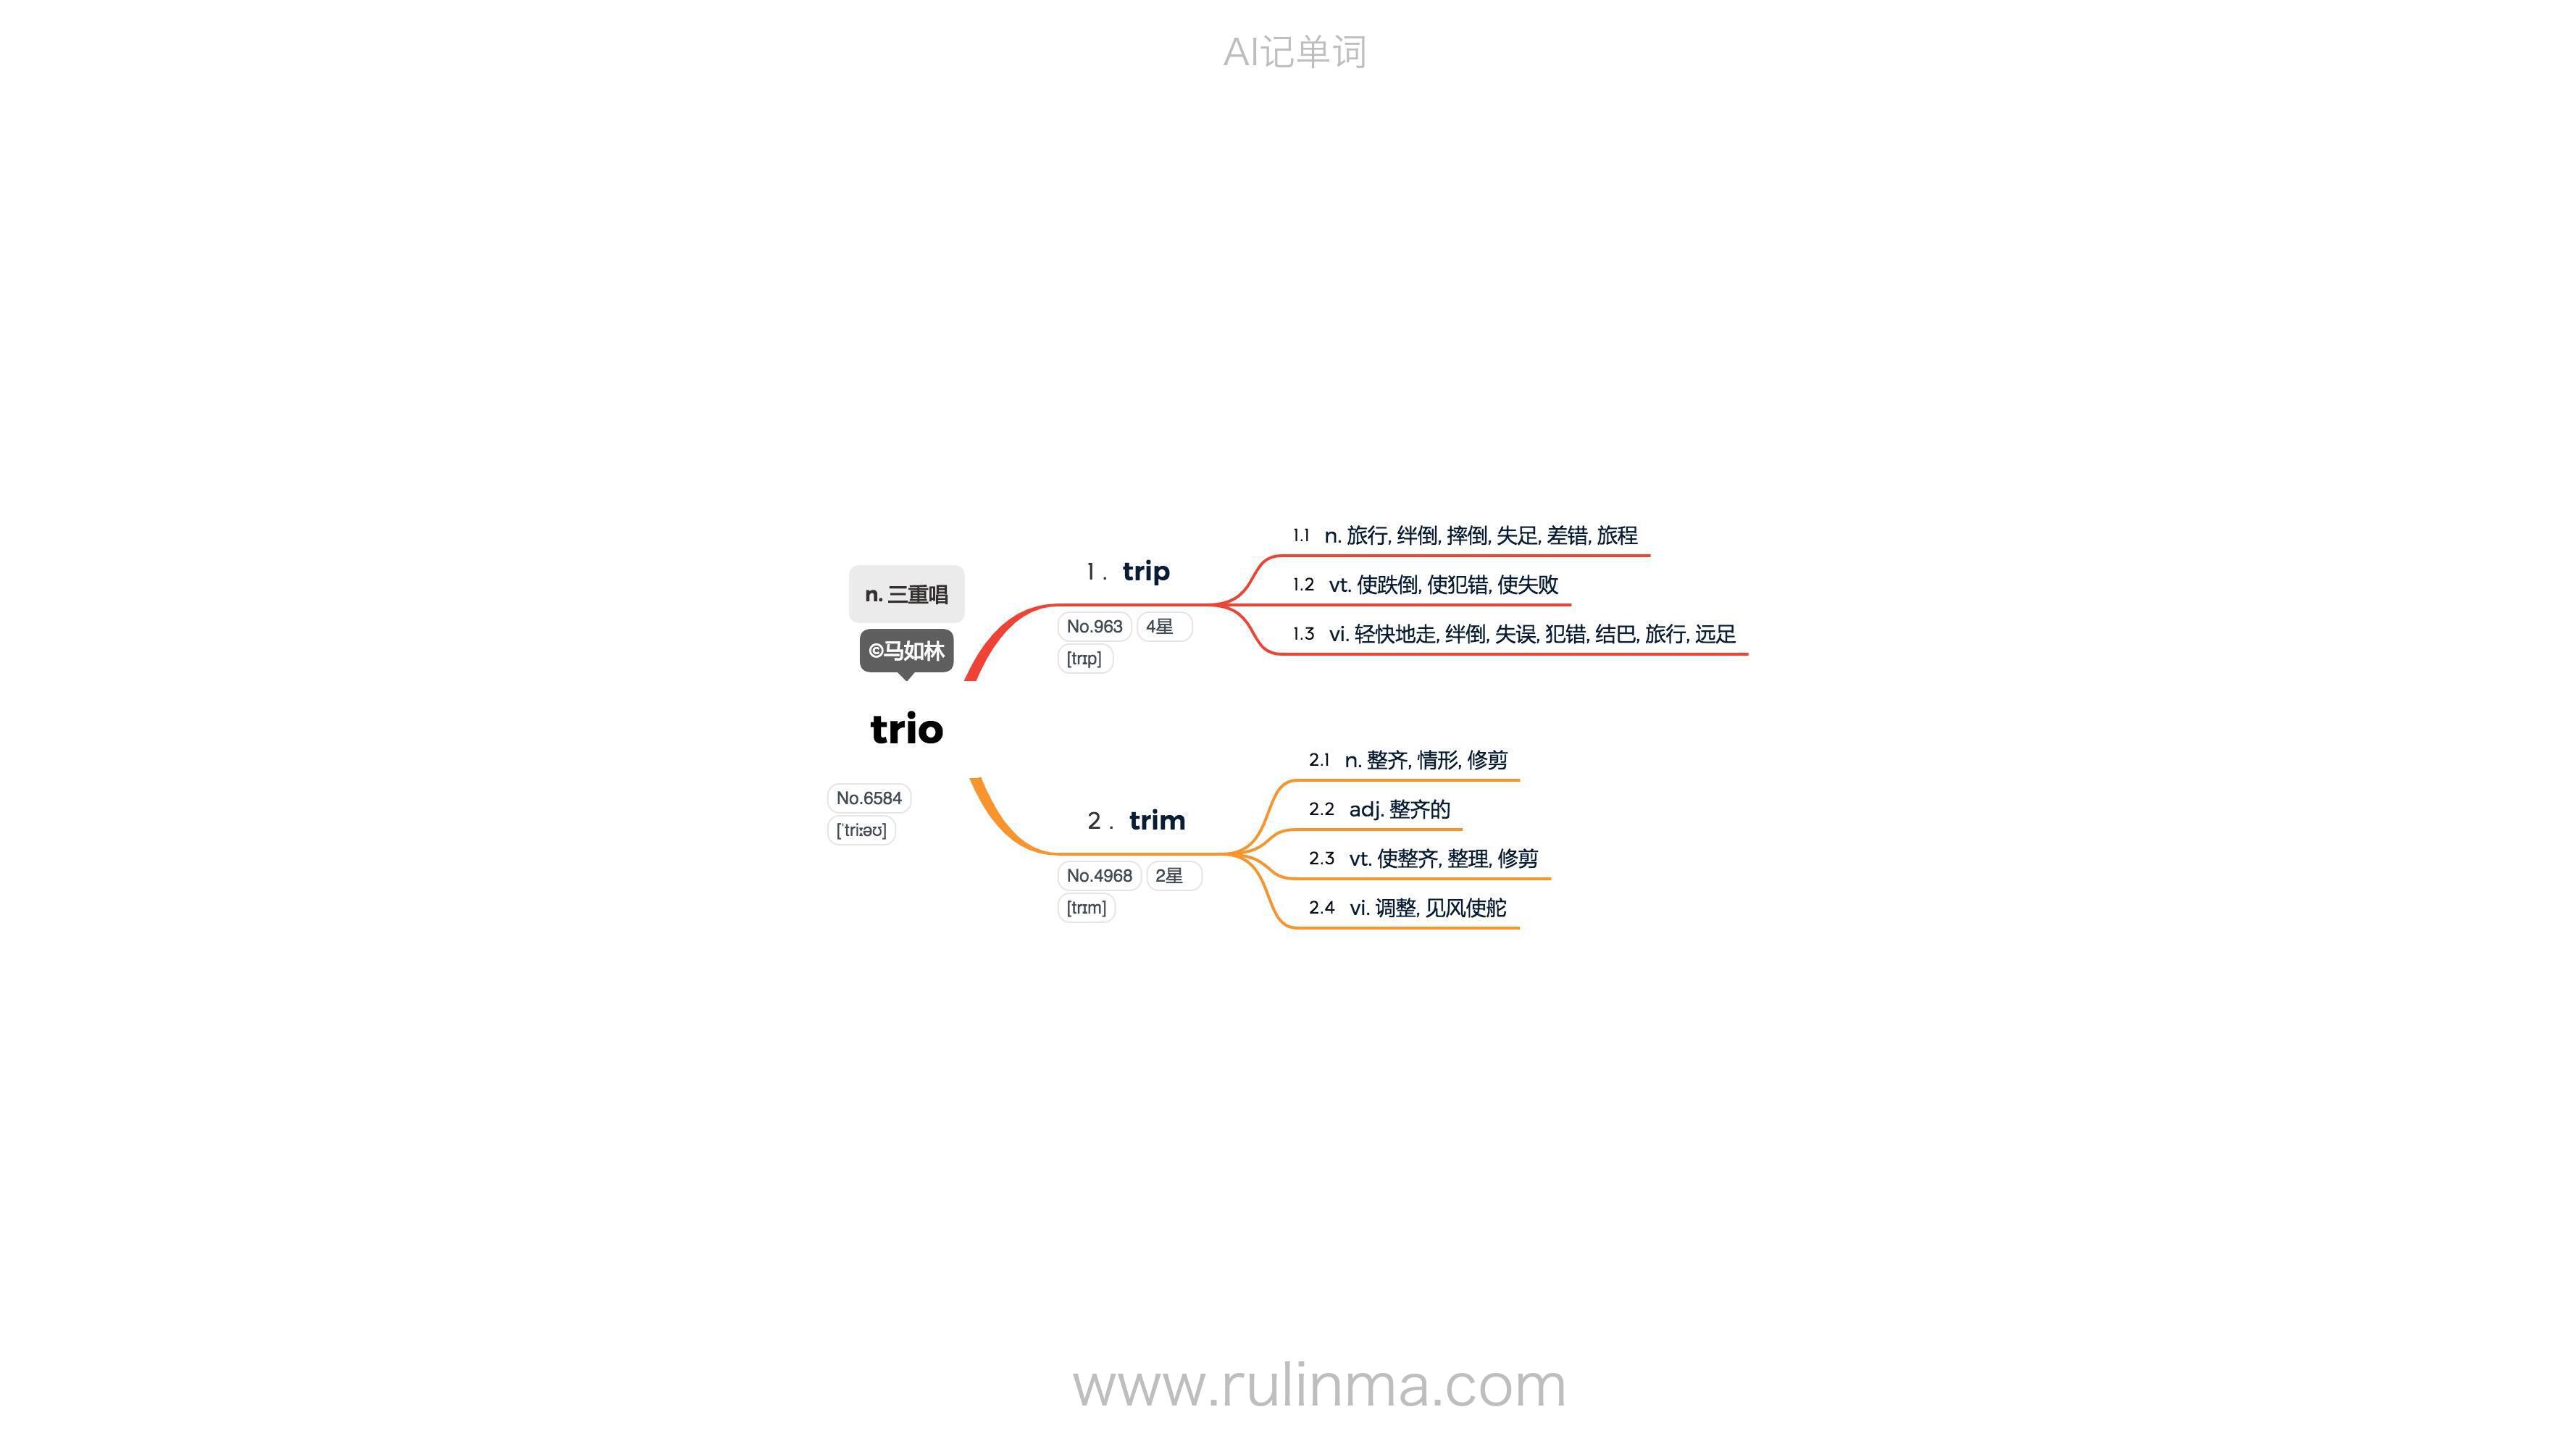 AI记单词
n. 三重唱
©马如林
trio
No.6584
[ˈtriːəʊ]
1 . trip
No.963 4星
[trɪp]
1.1 n. 旅行, 绊倒, 摔倒, 失足, 差错, 旅程
1.2 vt. 使跌倒, 使犯错, 使失败
1.3 vi. 轻快地走, 绊倒, 失误, 犯错, 结巴, 旅行, 远足
2 . trim
No.4968 2星
[trɪm]
2.1 n. 整齐, 情形, 修剪
2.2 adj. 整齐的
2.3 vt. 使整齐, 整理, 修剪
2.4 vi. 调整, 见风使舵
www.rulinma.com